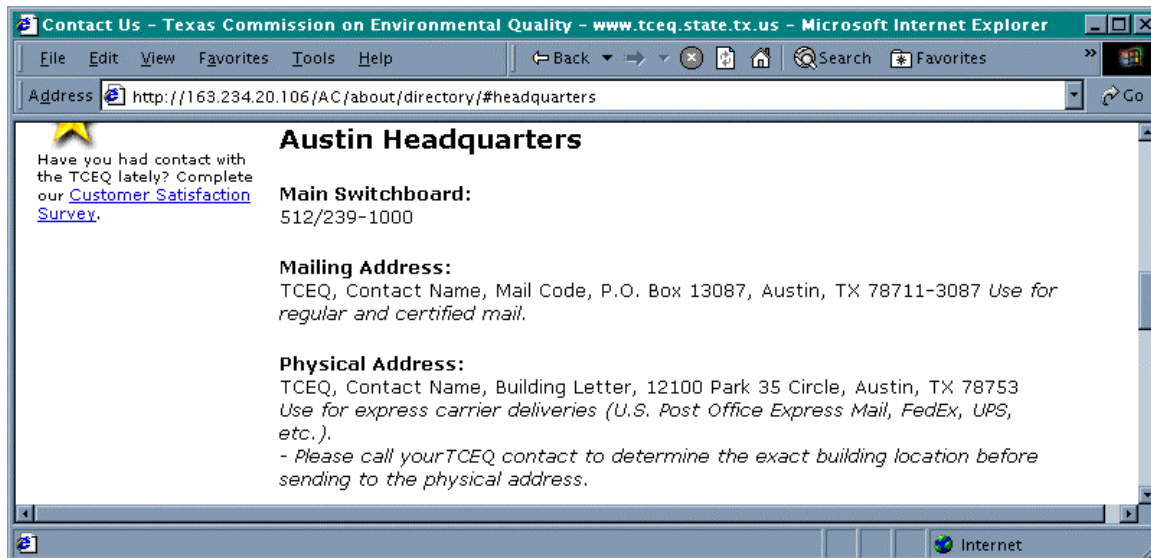 Contact Us – Texas Commission on Environmental Quality – www.tceq.state.tx.us – Microsoft Internet Explorer
File Edit View Favorites Tools Help Back Search Favorites »
Address http://163.234.20.106/AC/about/directory/#headquarters Go
Have you had contact with
the TCEQ lately? Complete
our Customer Satisfaction
Survey.
Austin Headquarters
Main Switchboard:
512/239-1000
Mailing Address:
TCEQ, Contact Name, Mail Code, P.O. Box 13087, Austin, TX 78711-3087 Use for
regular and certified mail.
Physical Address:
TCEQ, Contact Name, Building Letter, 12100 Park 35 Circle, Austin, TX 78753
Use for express carrier deliveries (U.S. Post Office Express Mail, FedEx, UPS,
etc.).
- Please call yourTCEQ contact to determine the exact building location before
sending to the physical address.
Internet